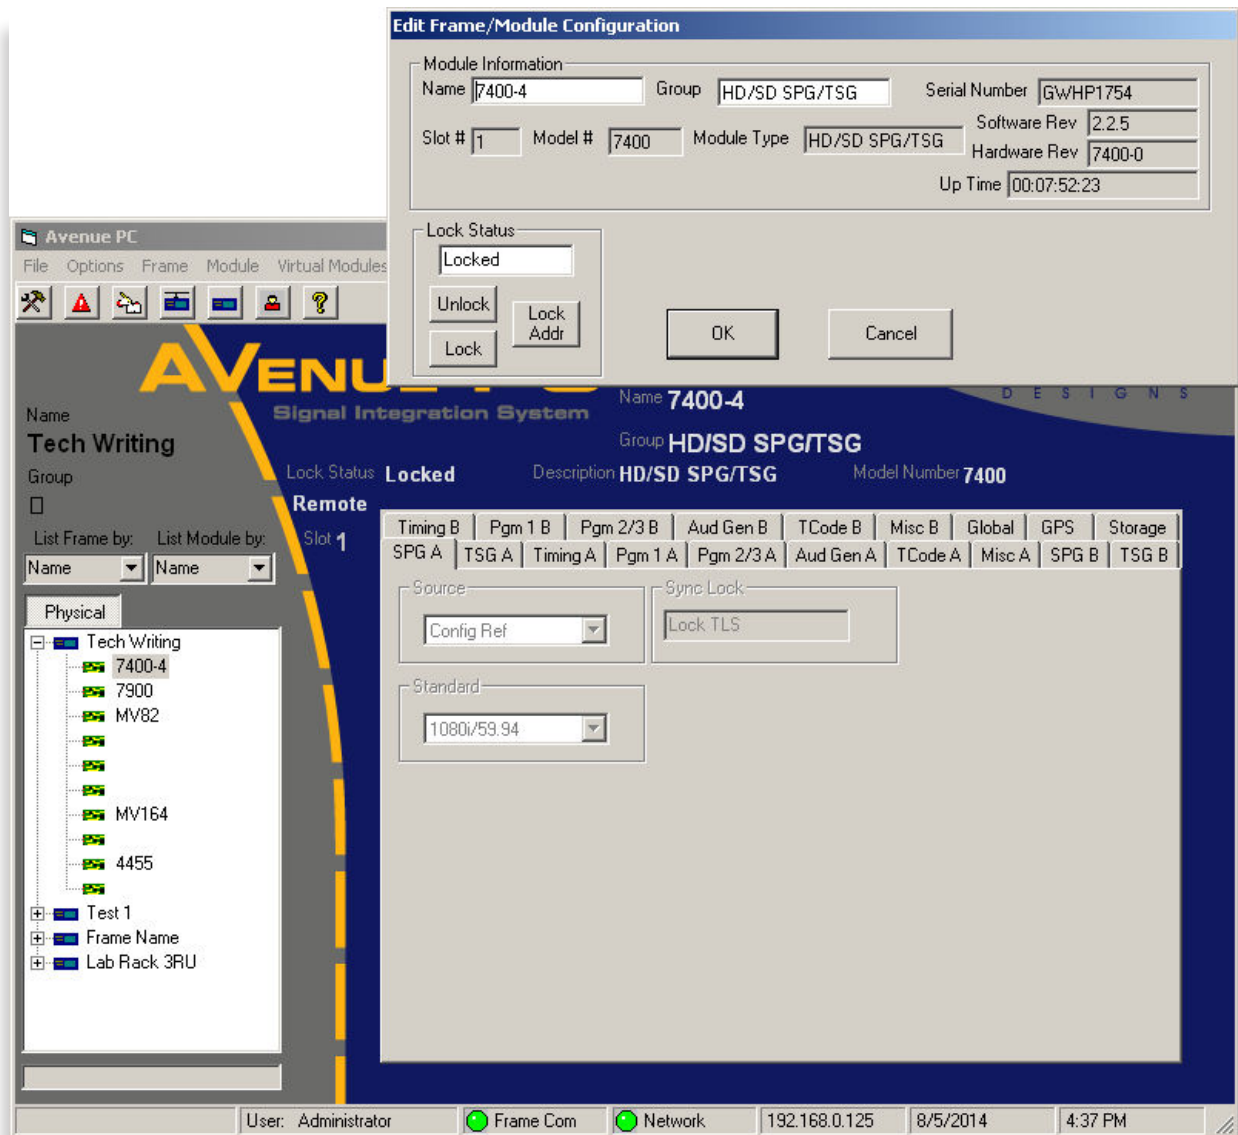 Edit Frame/Module Configuration
Module Information
Name 7400-4 Group HD/SD SPG/TSG Serial Number GWHP1754
Slot # 1 Model # 7400 Module Type HD/SD SPG/TSG Software Rev 2.2.5
Hardware Rev 7400-0
Up Time 00:07:52:23
Lock Status
Locked
Unlock
Lock Addr
Lock
OK
Cancel
Avenue PC
File Options Frame Module Virtual Modules
AVENUE PC
Signal Integration System
DESIGNS
Name
Tech Writing
Group
List Frame by: List Module by:
Name Name
Name 7400-4
Group HD/SD SPG/TSG
Lock Status Locked Description HD/SD SPG/TSG Model Number 7400
Remote
Slot 1
Physical
Tech Writing
7400-4
7900
MV82
MV164
4455
Test 1
Frame Name
Lab Rack 3RU
Timing B Pgm 1 B Pgm 2/3 B Aud Gen B TCode B Misc B Global GPS Storage
SPG A TSG A Timing A Pgm 1 A Pgm 2/3 A Aud Gen A TCode A Misc A SPG B TSG B
Source
Config Ref
Sync Lock
Lock TLS
Standard
1080i/59.94
User: Administrator Frame Com Network 192.168.0.125 8/5/2014 4:37 PM